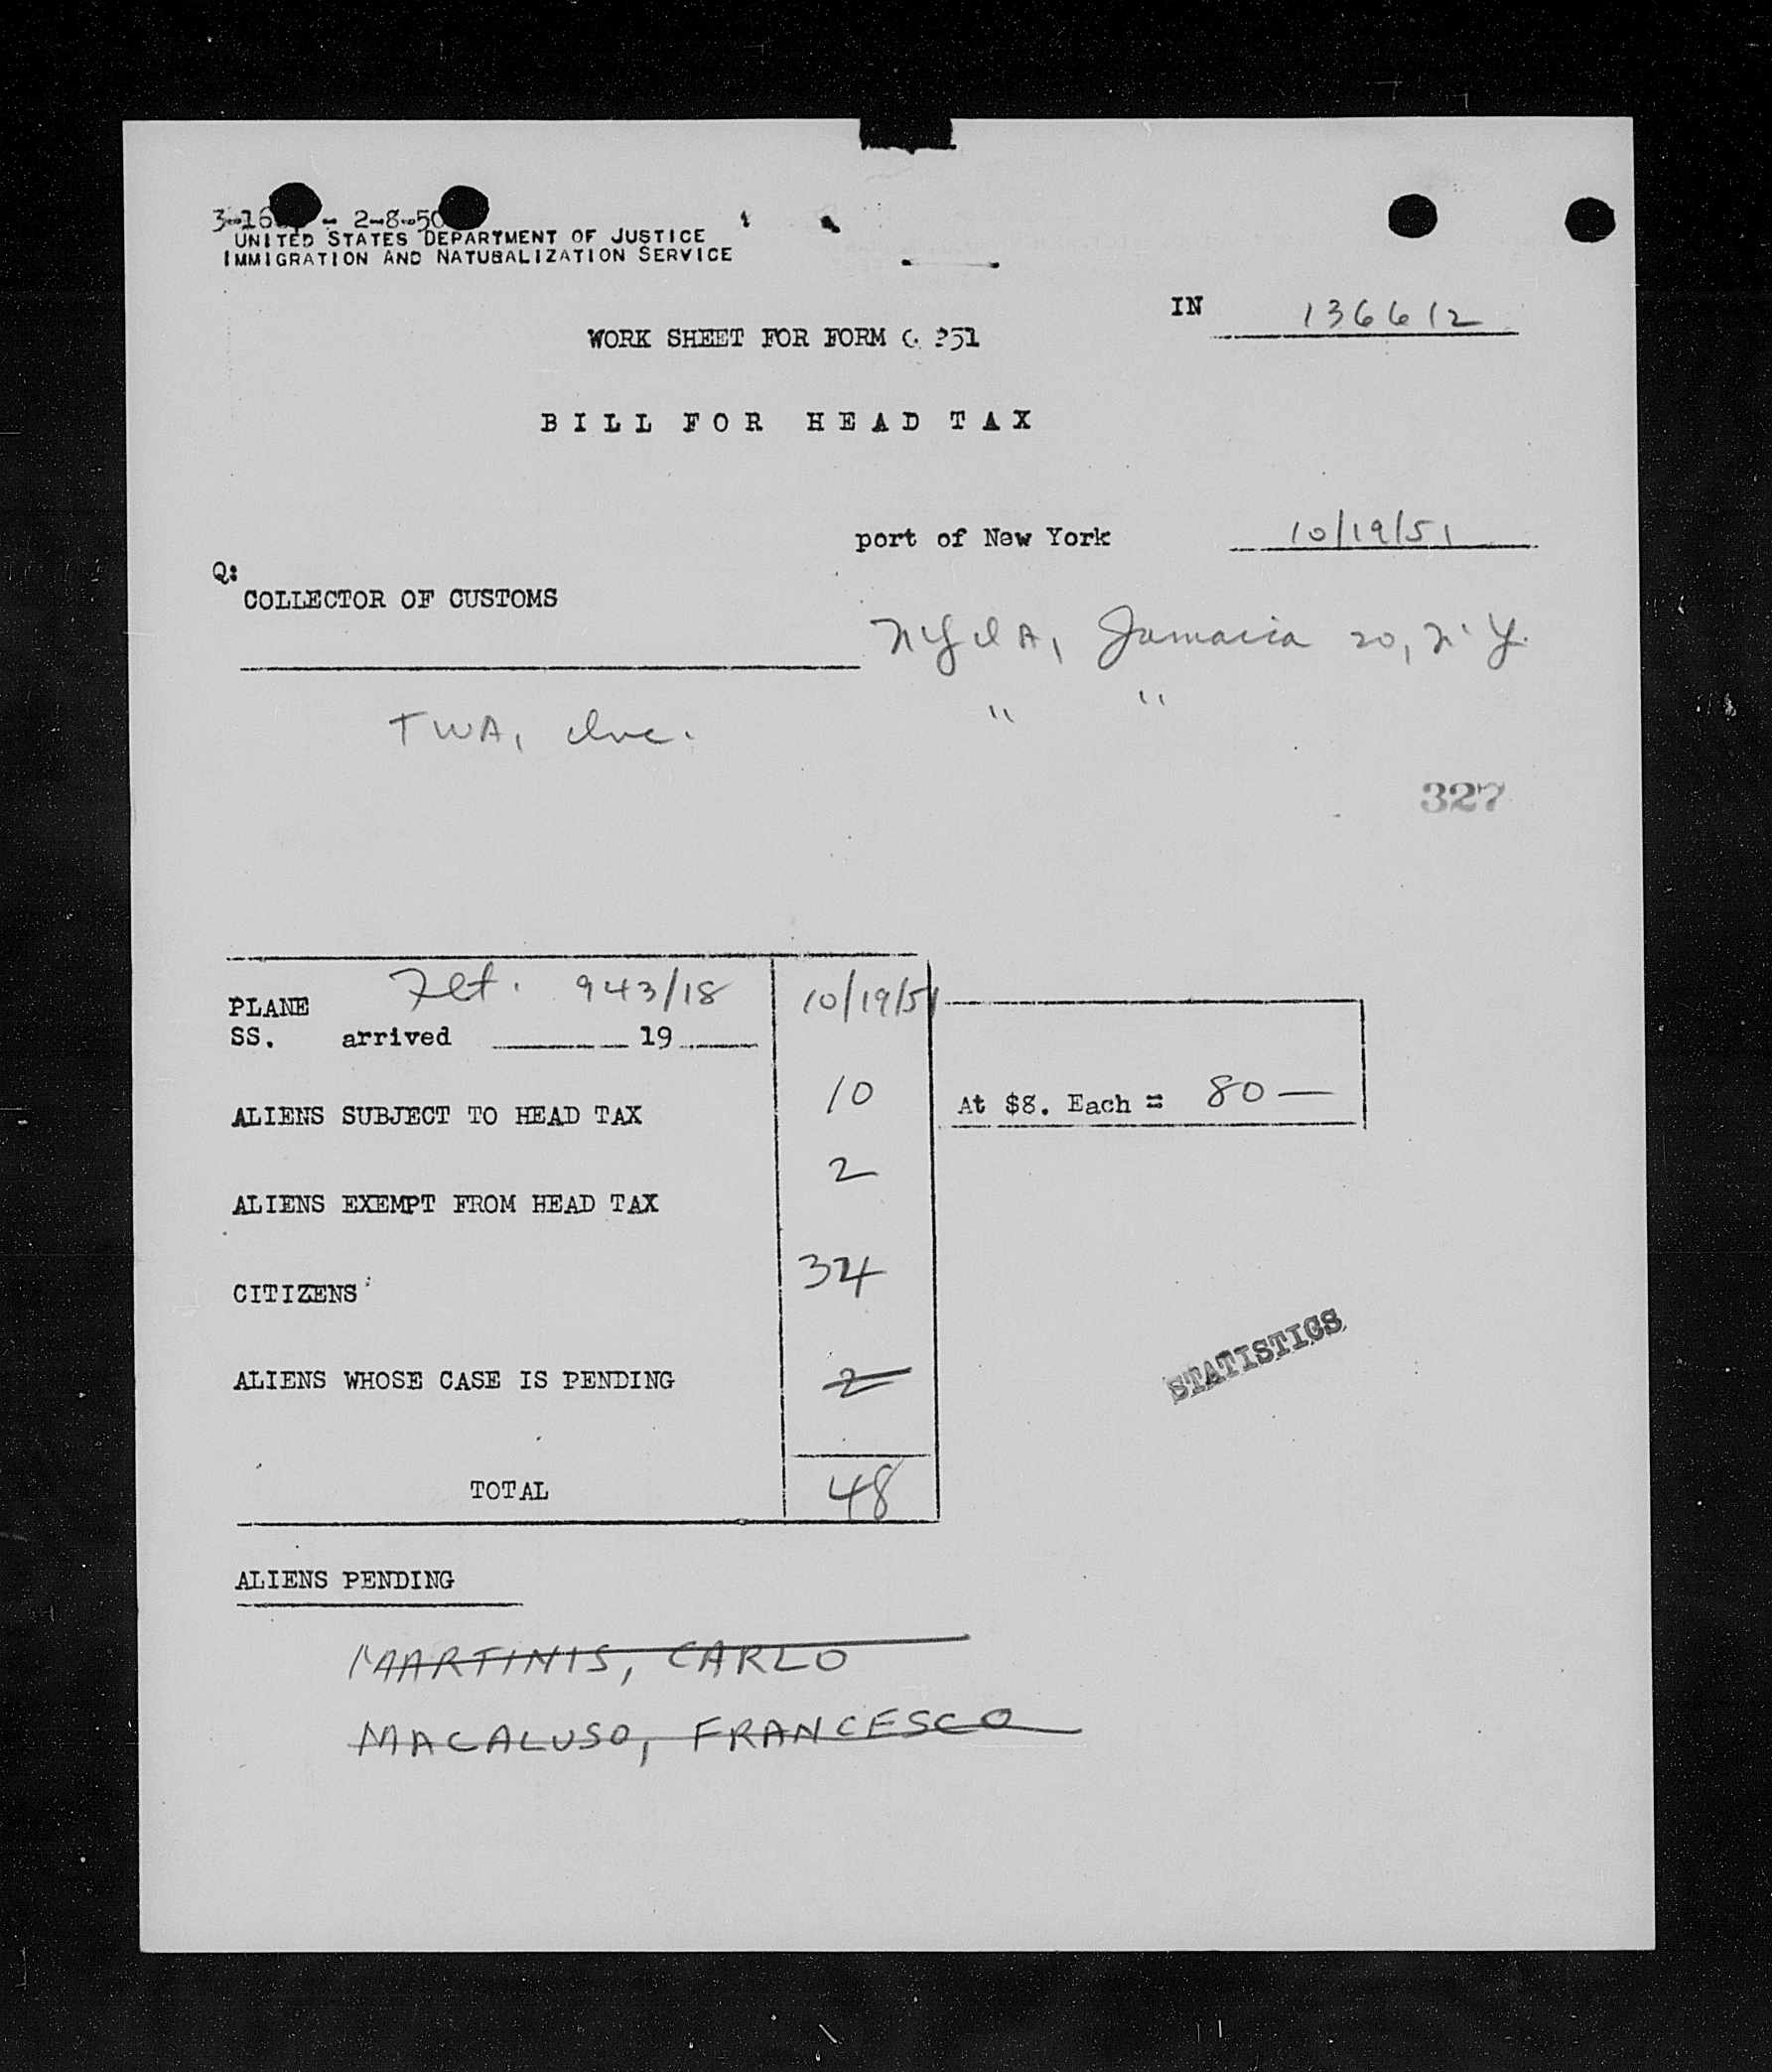 3-16 - 2-8-50
UNITED STATES DEPARTMENT OF JUSTICE
IMMIGRATION AND NATURALIZATION SERVICE
IN 136612
WORK SHEET FOR FORM 251
BILL FOR HEAD TAX
port of New York 10/19/51
Q:
COLLECTOR OF CUSTOMS
NYIA, Jamaica 20, N.Y.
TWA, Inc. " "
327
PLANE Flt. 943/18 10/19/51
SS. arrived 19
ALIENS SUBJECT TO HEAD TAX 10 At $8. Each = 80 —
ALIENS EXEMPT FROM HEAD TAX 2
CITIZENS 34
ALIENS WHOSE CASE IS PENDING 2
STATISTICS
TOTAL 48
ALIENS PENDING
MARTINIS, CARLO
MACALUSO, FRANCESCO